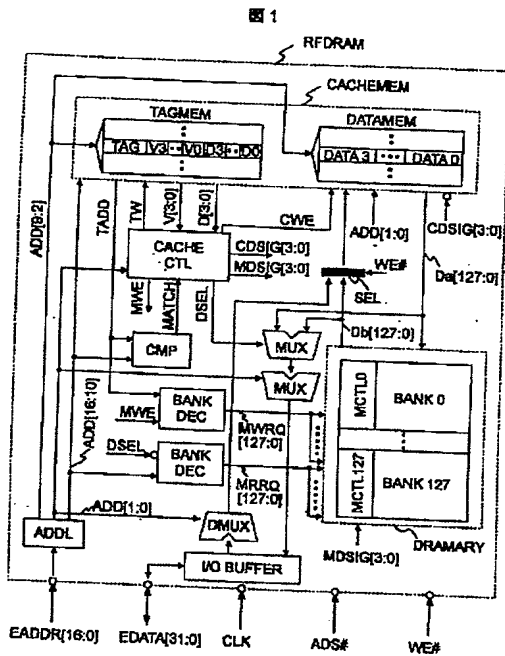 図 1
RFDRAM
CACHEMEM
TAGMEM
DATAMEM
TAG V3 V0 D3 D0
DATA 3 DATA 0
ADD[9:2]
TADD
TW
V[3:0]
D[3:0]
CWE
ADD[1:0]
CDSIG[3:0]
CACHE
CTL
CDSIG[3:0]
MDSIG[3:0]
WE#
SEL
Da[127:0]
MWE
MATCH
DSEL
Db[127:0]
CMP
MUX
MUX
ADD[16:10]
BANK
DEC
MWE
MWRQ
[127:0]
MCTL0
BANK 0
DSEL
BANK
DEC
MRRQ
[127:0]
MCTL127
BANK 127
ADD[1:0]
DMUX
MDSIG[3:0]
DRAMARY
ADDL
I/O BUFFER
EADDR[16:0]
EDATA[31:0]
CLK
ADS#
WE#